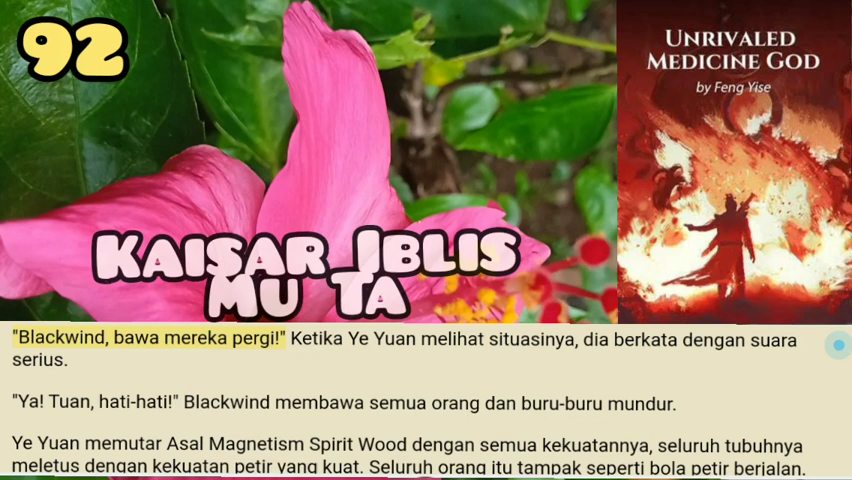 92
UNRIVALED
MEDICINE GOD
by Feng Yise
KAISAR IBLIS
MU TA
"Blackwind, bawa mereka pergi!" Ketika Ye Yuan melihat situasinya, dia berkata dengan suara
serius.
"Ya! Tuan, hati-hati!" Blackwind membawa semua orang dan buru-buru mundur.
Ye Yuan memutar Asal Magnetism Spirit Wood dengan semua kekuatannya, seluruh tubuhnya
meletus dengan kekuatan petir yang kuat. Seluruh orang itu tampak seperti bola petir berjalan.